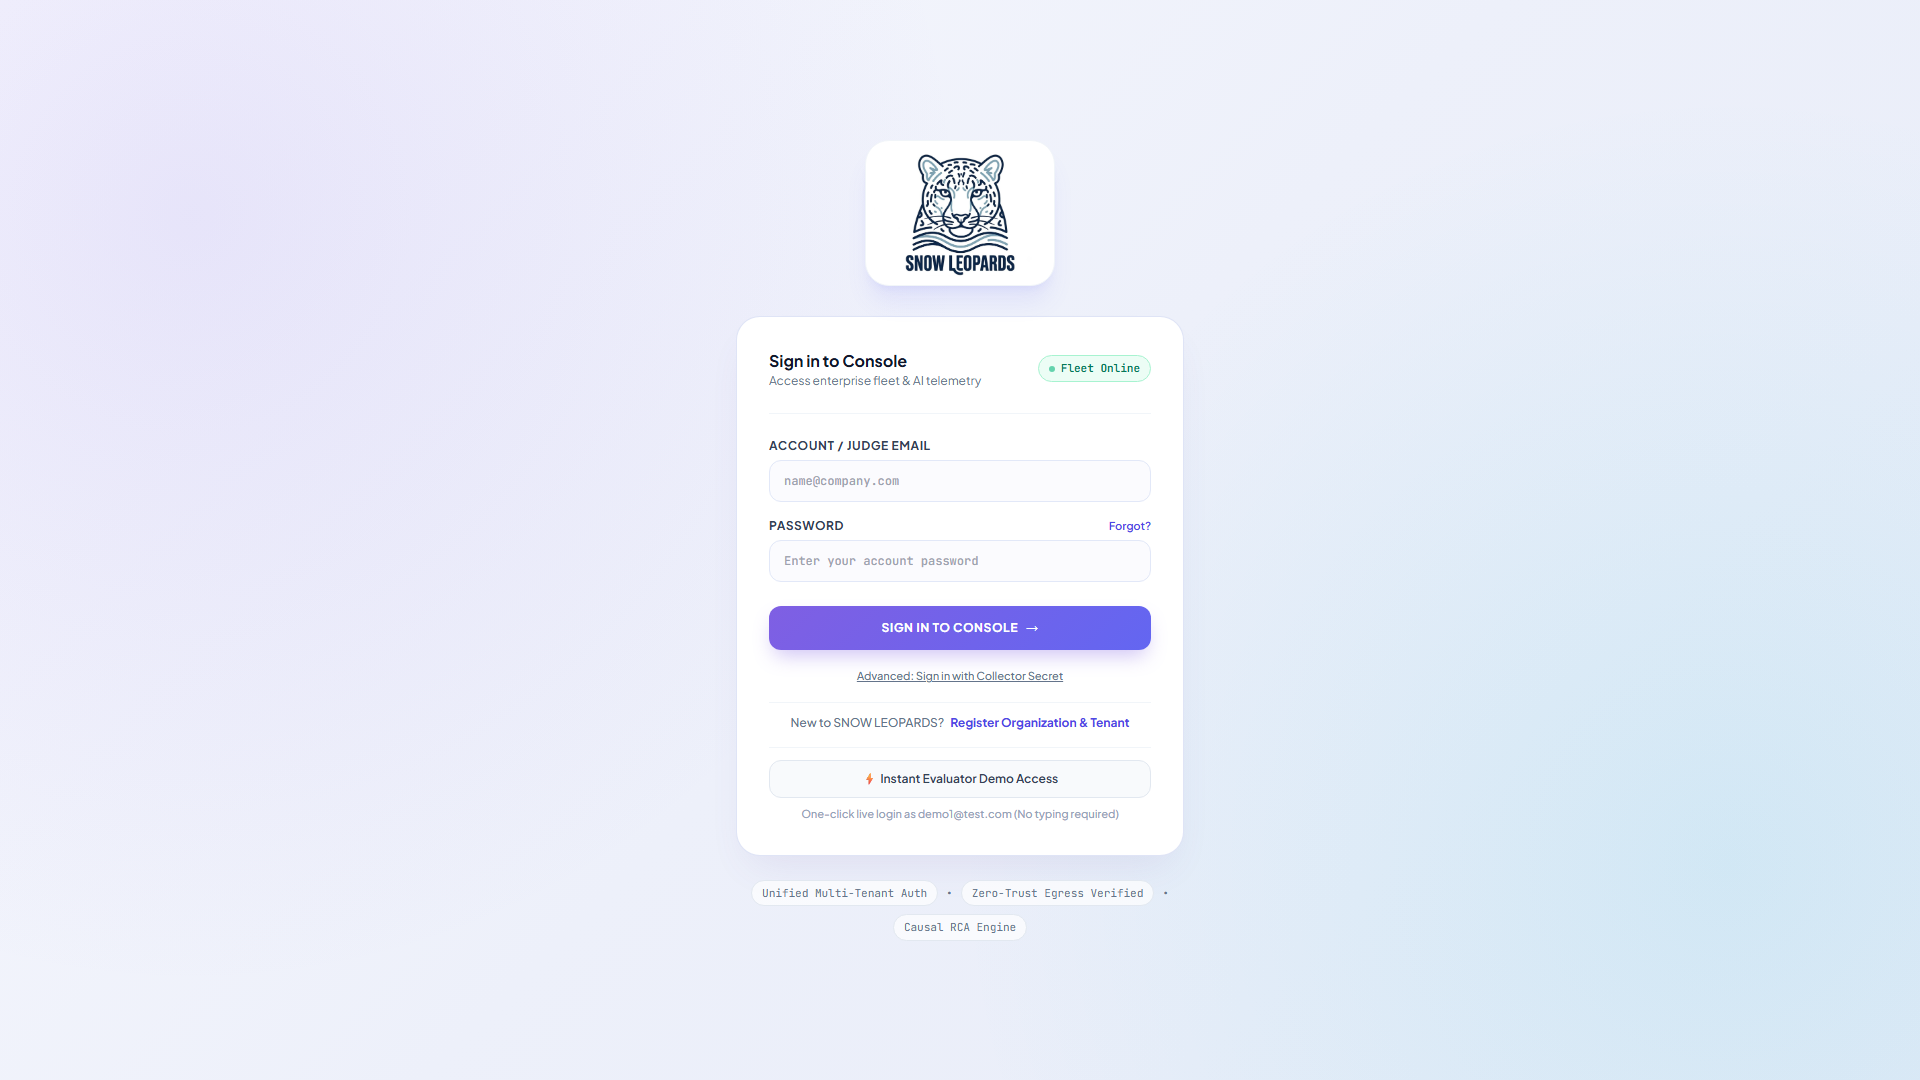 SNOW LEOPARDS
Sign in to Console
Access enterprise fleet & AI telemetry
Fleet Online
ACCOUNT / JUDGE EMAIL
name@company.com
PASSWORD
Forgot?
Enter your account password
SIGN IN TO CONSOLE →
Advanced: Sign in with Collector Secret
New to SNOW LEOPARDS? Register Organization & Tenant
Instant Evaluator Demo Access
One-click live login as demo1@test.com (No typing required)
Unified Multi-Tenant Auth • Zero-Trust Egress Verified •
Causal RCA Engine